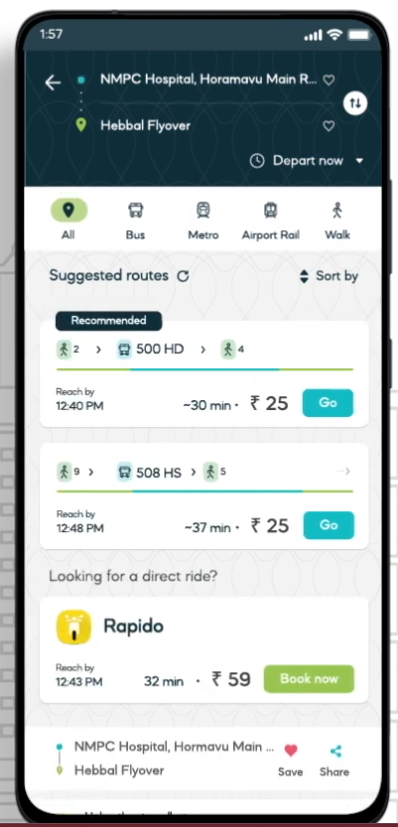 1:57
NMPC Hospital, Horamavu Main R...
Hebbal Flyover
Depart now
All Bus Metro Airport Rail Walk
Suggested routes Sort by
Recommended
2 > 500 HD > 4
Reach by
12:40 PM ~30 min · ₹ 25 Go
9 > 508 HS > 5
Reach by
12:48 PM ~37 min · ₹ 25 Go
Looking for a direct ride?
Rapido
Reach by
12:43 PM 32 min · ₹ 59 Book now
NMPC Hospital, Hormavu Main ...
Hebbal Flyover Save Share